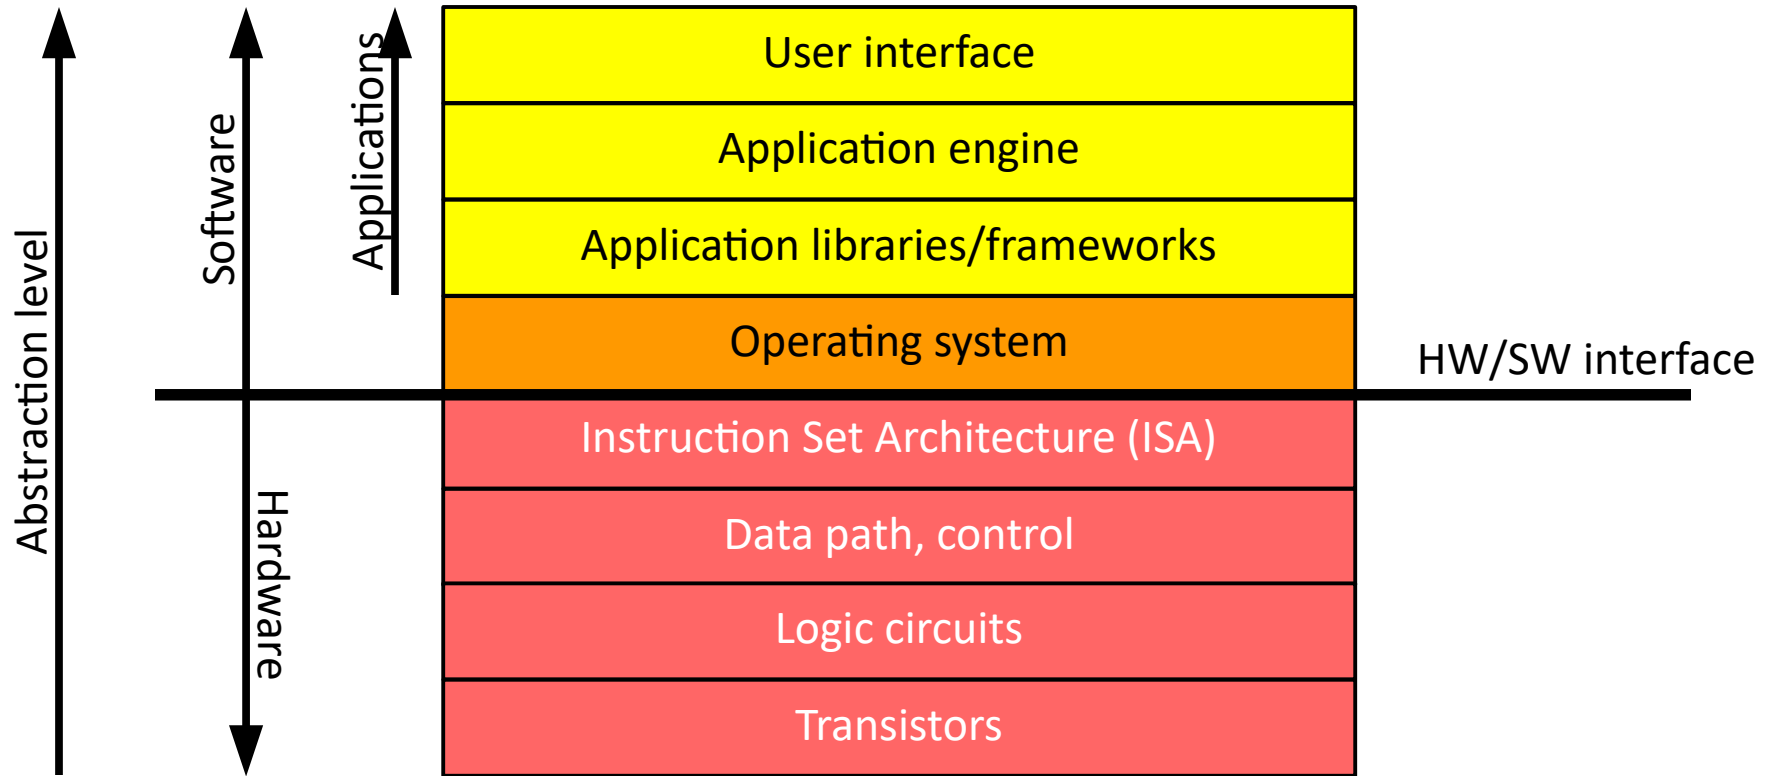 Abstraction level
Software
Hardware
Applications
User interface
Application engine
Application libraries/frameworks
Operating system
HW/SW interface
Instruction Set Architecture (ISA)
Data path, control
Logic circuits
Transistors